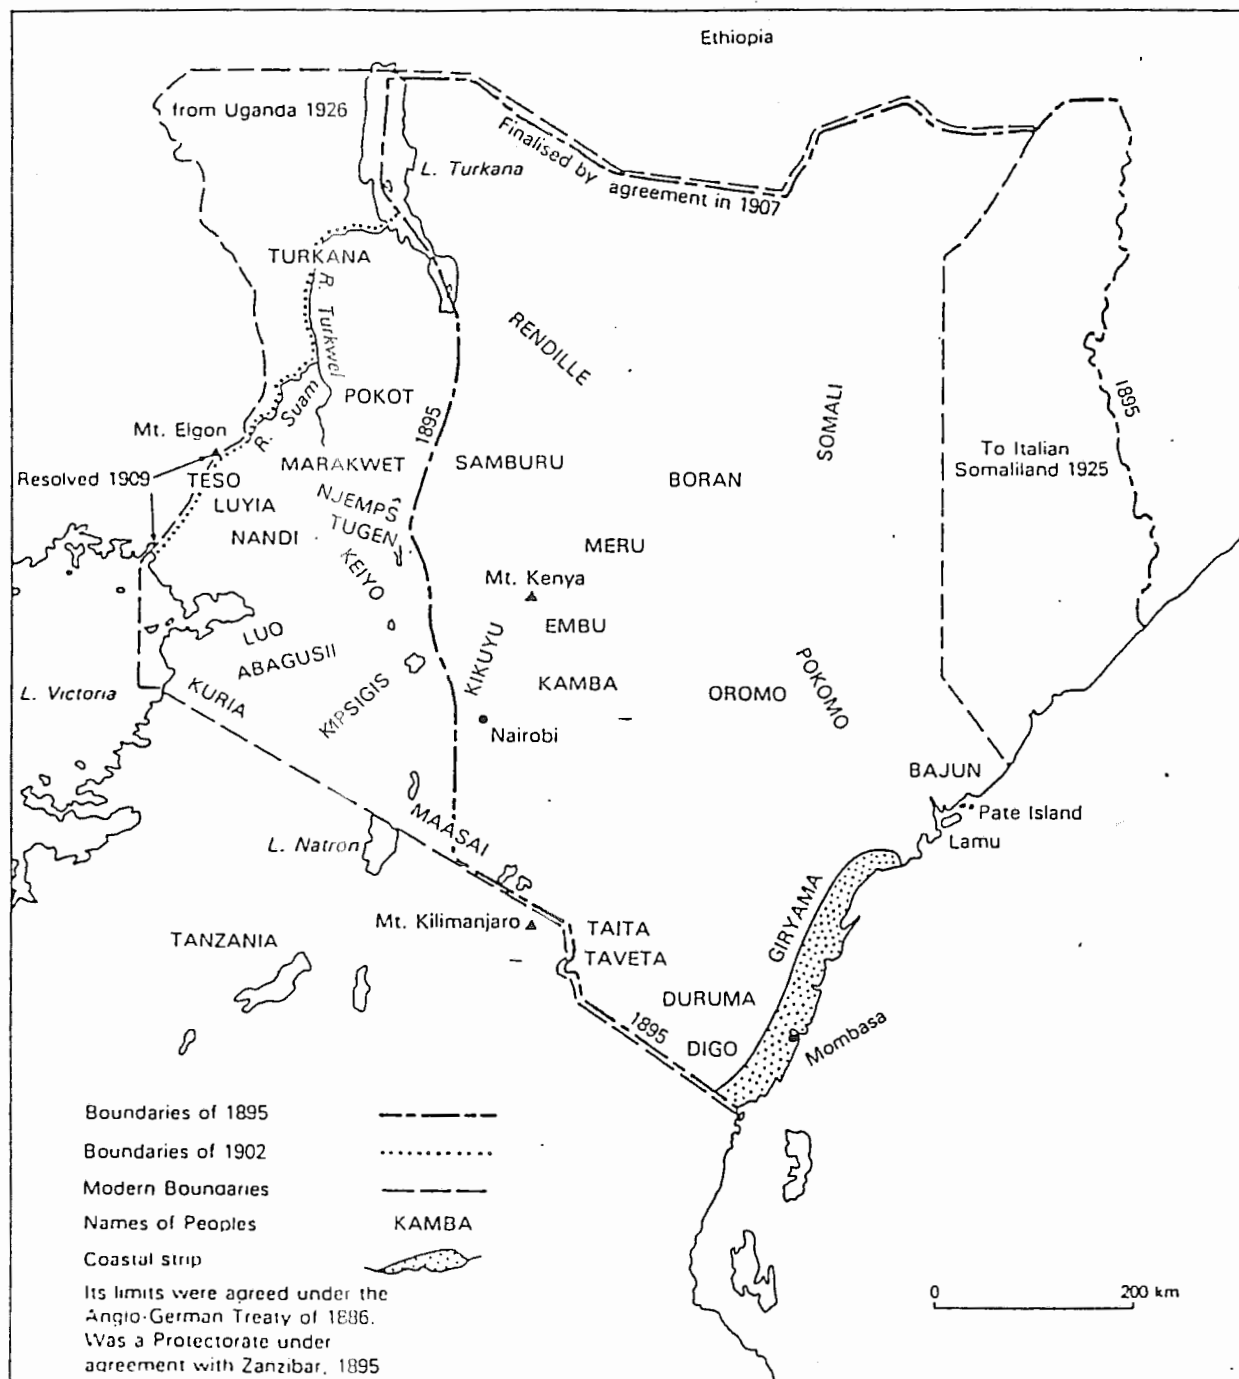 Ethiopia
from Uganda 1926
L. Turkana
Finalised by agreement in 1907
TURKANA
R. Turkwel
RENDILLE
1895
POKOT
R. Suam
1895
SOMALI
Mt. Elgon
MARAKWET
SAMBURU
BORAN
To Italian
Somaliland 1925
Resolved 1909
TESO
LUYIA
NJEMPS
TUGEN
NANDI
KEIYO
MERU
Mt. Kenya
LUO
EMBU
ABAGUSII
KIKUYU
POKOMO
L. Victoria
KURIA
KIPSIGIS
KAMBA
OROMO
Nairobi
BAJUN
MAASAI
Pate Island
L. Natron
Lamu
GIRYAMA
Mt. Kilimanjaro
TAITA
TANZANIA
TAVETA
DURUMA
1895
DIGO
Mombasa
Boundaries of 1895
Boundaries of 1902
Modern Boundaries
Names of Peoples KAMBA
Coastal strip
Its limits were agreed under the
Anglo-German Treaty of 1886.
Was a Protectorate under
agreement with Zanzibar, 1895
0 200 km